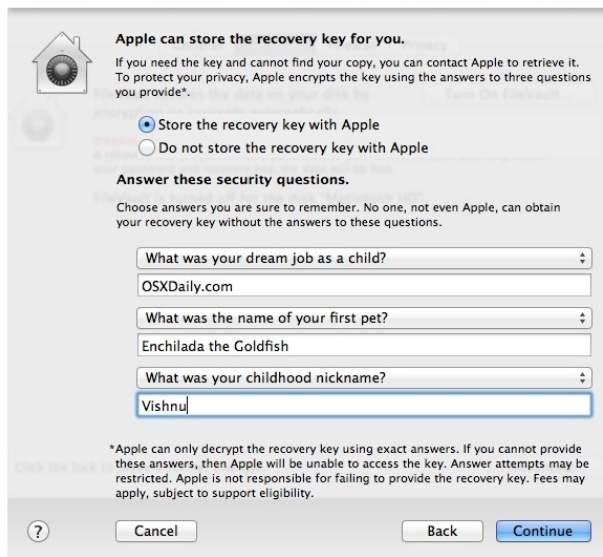 Apple can store the recovery key for you.
If you need the key and cannot find your copy, you can contact Apple to retrieve it.
To protect your privacy, Apple encrypts the key using the answers to three questions
you provide*.
Store the recovery key with Apple
Do not store the recovery key with Apple
Answer these security questions.
Choose answers you are sure to remember. No one, not even Apple, can obtain
your recovery key without the answers to these questions.
What was your dream job as a child?
OSXDaily.com
What was the name of your first pet?
Enchilada the Goldfish
What was your childhood nickname?
Vishnu
*Apple can only decrypt the recovery key using exact answers. If you cannot provide
these answers, then Apple will be unable to access the key. Answer attempts may be
restricted. Apple is not responsible for failing to provide the recovery key. Fees may
apply, subject to support eligibility.
? Cancel Back Continue